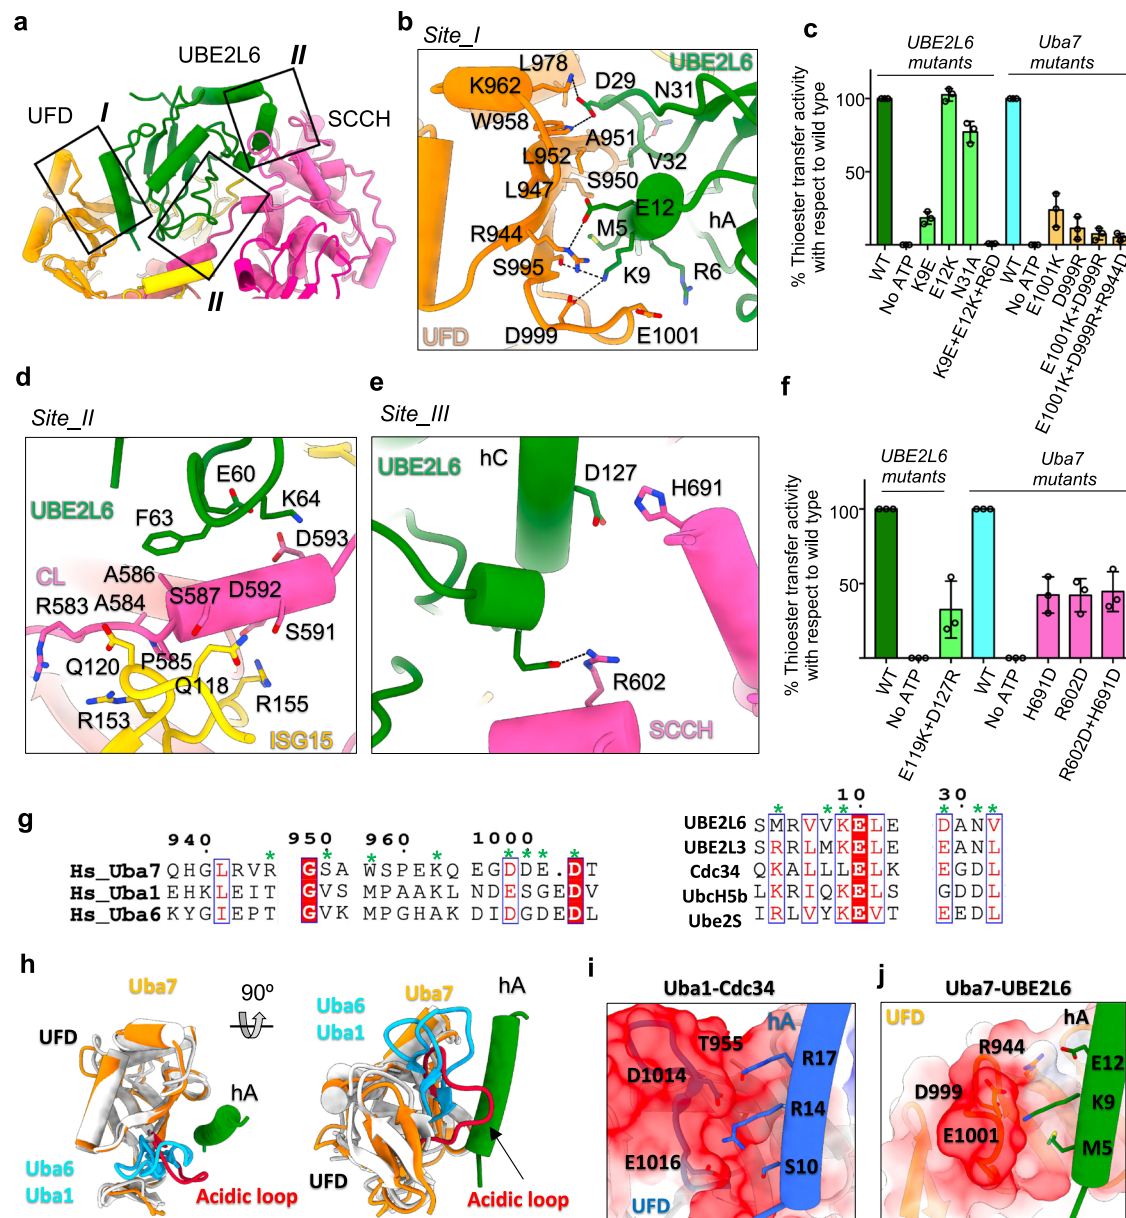 a
UBE2L6
II
UFD
I
SCCH
II
b
Site_I
L978
UBE2L6
K962
D29
N31
W958
A951
L952
V32
S950
L947
E12
M5
hA
R944
S995
K9
R6
UFD
D999
E1001
c
UBE2L6
mutants
Uba7
mutants
% Thioester transfer activity
with respect to wild type
100
50
WT
No ATP
K9E
E12K
N31A
K9E+E12K+R6D
WT
No ATP
E1001K
D999R
E1001K+D999R
E1001K+D999R+R944D
d
Site_II
E60
UBE2L6
K64
F63
D593
CL
A586
R583
A584
S587
D592
S591
Q120
P585
Q118
R153
R155
ISG15
e
Site_III
UBE2L6
hC
D127
H691
R602
SCCH
f
UBE2L6
mutants
Uba7
mutants
% Thioester transfer activity
with respect to wild type
100
50
WT
No ATP
E119K+D127R
WT
No ATP
H691D
R602D
R602D+H691D
g
940 950 960 1000
* * * * * * * *
Hs_Uba7 QHGLRVR GSA WSPEKQ EGDDE.DT
Hs_Uba1 EHKLEIT GVS MPAAKL NDESGEDV
Hs_Uba6 KYGIEPT GVK MPGHAK DIDGDEDL
10 30
* * * * * *
UBE2L6 SMRVVKELE DANV
UBE2L3 SRRLMKELE EANL
Cdc34 QKALLLELK GDDL
UbcH5b LKRIQKELS EGDL
Ube2S IRLVYKEVT EEDL
h
Uba7
90º
UFD
hA
Uba6
Uba1
Acidic loop
Uba6
Uba7
hA
Uba1
UFD
Acidic loop
i
Uba1-Cdc34
hA
T955
R17
D1014
R14
E1016
S10
UFD
j
Uba7-UBE2L6
UFD
hA
R944
E12
D999
K9
E1001
M5